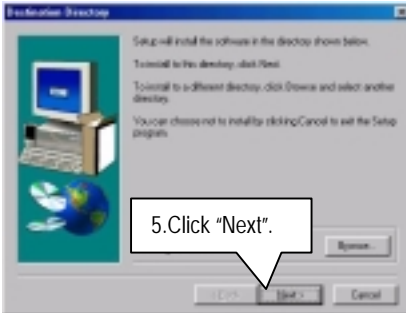 Destination Directory
Setup will install the software in the directory shown below.
To install to this directory, click Next.
To install to a different directory, click Browse and select another
directory.
You can choose not to install by clicking Cancel to exit the Setup
program.
5.Click “Next”.
Browse...
< Back
Next >
Cancel